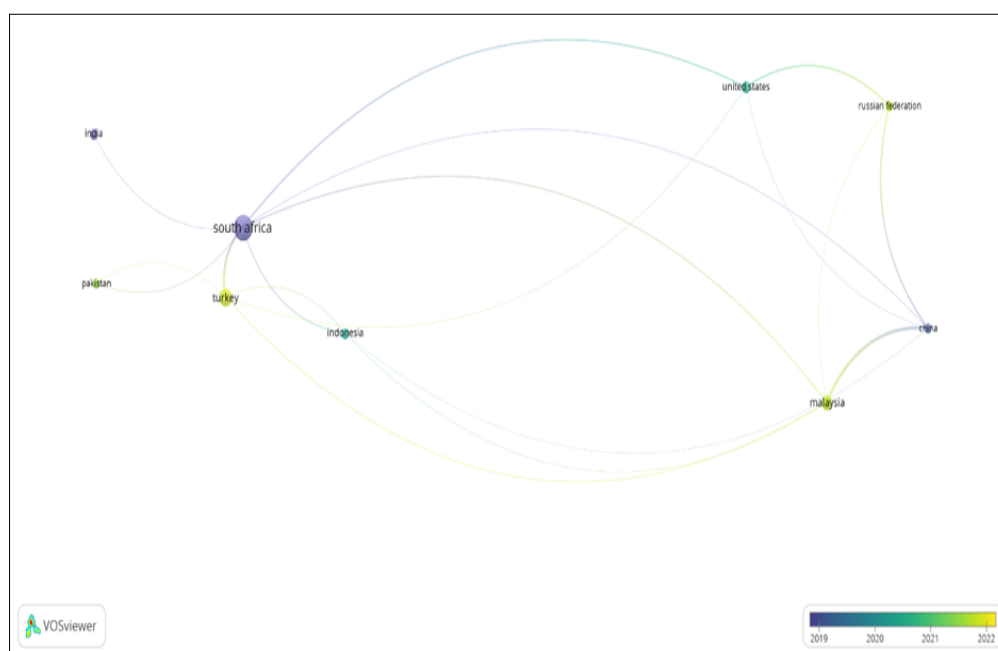 united states
russian federation
india
south africa
pakistan
turkey
indonesia
china
malaysia
VOSviewer
2019 2020 2021 2022